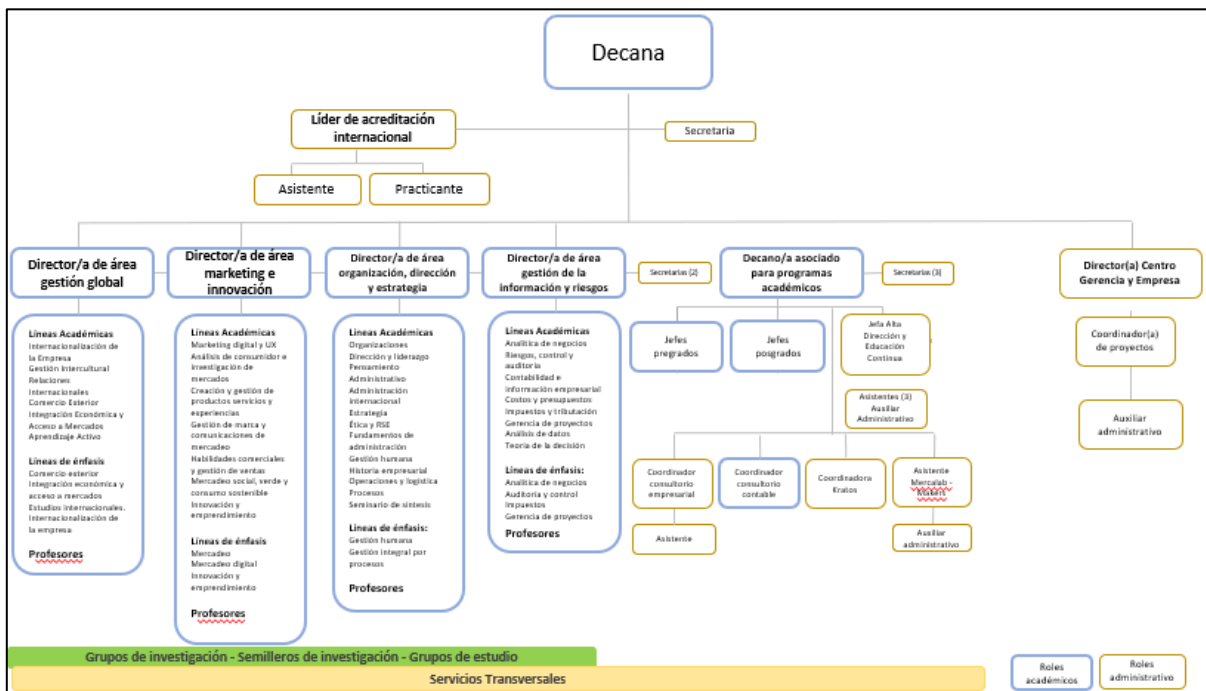 Decana
Líder de acreditación
internacional
Secretaria
Asistente
Practicante
Director/a de área
gestión global
Director/a de área
marketing e
innovación
Director/a de área
organización, dirección
y estrategia
Director/a de área
gestión de la
información y riesgos
Secretarias (2)
Decano/a asociado
para programas
académicos
Secretarias (3)
Director(a) Centro
Gerencia y Empresa
Líneas Académicas
Internacionalización de
la Empresa
Gestión Intercultural
Relaciones
Internacionales
Comercio Exterior
Integración Económica y
Acceso a Mercados
Aprendizaje Activo
Líneas de énfasis
Comercio exterior
Integración económica y
acceso a mercados
Estudios internacionales.
Internacionalización de
la empresa
Profesores
Líneas Académicas
Marketing digital y UX
Análisis de consumidor e
investigación de
mercados
Creación y gestión de
productos servicios y
experiencias
Gestión de marca y
comunicaciones de
mercadeo
Habilidades comerciales
y gestión de ventas
Mercadeo social, verde y
consumo sostenible
Innovación y
emprendimiento
Líneas de énfasis
Mercadeo
Mercadeo digital
Innovación y
emprendimiento
Profesores
Líneas Académicas
Organizaciones
Dirección y liderazgo
Pensamiento
Administrativo
Administración
internacional
Estrategia
Ética y RSE
Fundamentos de
administración
Gestión humana
Historia empresarial
Operaciones y logística
Procesos
Seminario de síntesis
Líneas de énfasis:
Gestión humana
Gestión integral por
procesos
Profesores
Líneas Académicas
Analítica de negocios
Riesgos, control y
auditoría
Contabilidad e
información empresarial
Costos y presupuestos
Impuestos y tributación
Gerencia de proyectos
Análisis de datos
Teoría de la decisión
Líneas de énfasis:
Analítica de negocios
Auditoría y control
Impuestos
Gerencia de proyectos
Profesores
Jefes
pregrados
Jefes
posgrados
Jefa Alta
Dirección y
Educación
Continua
Asistentes (3)
Auxiliar
Administrativo
Coordinador
consultorio
empresarial
Coordinador
consultorio
contable
Coordinadora
Kratos
Asistente
Mercalab -
Makers
Asistente
Auxiliar
administrativo
Coordinador(a)
de proyectos
Auxiliar
administrativo
Grupos de investigación - Semilleros de investigación - Grupos de estudio
Servicios Transversales
Roles
académicos
Roles
administrativo